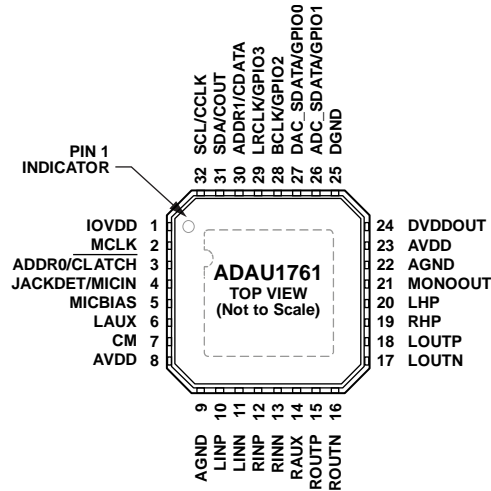 32 SCL/CCLK
31 SDA/COUT
30 ADDR1/CDATA
29 LRCLK/GPIO3
28 BCLK/GPIO2
27 DAC_SDATA/GPIO0
26 ADC_SDATA/GPIO1
25 DGND
PIN 1
INDICATOR
IOVDD 1
MCLK 2
ADDR0/CLATCH 3
JACKDET/MICIN 4
MICBIAS 5
LAUX 6
CM 7
AVDD 8
ADAU1761
TOP VIEW
(Not to Scale)
24 DVDDOUT
23 AVDD
22 AGND
21 MONOOUT
20 LHP
19 RHP
18 LOUTP
17 LOUTN
AGND 9
LINP 10
LINN 11
RINP 12
RINN 13
RAUX 14
ROUTP 15
ROUTN 16